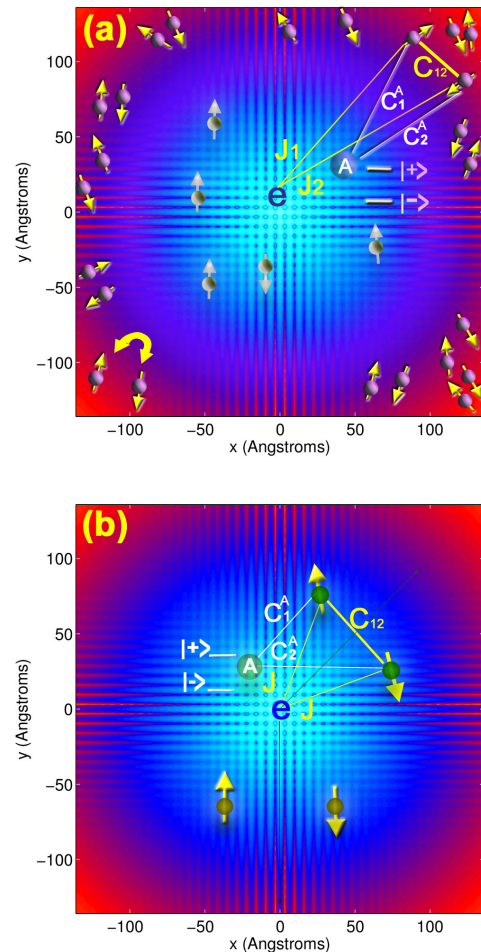 (a)
100
50
0
−50
−100
y (Angstroms)
C₁₂
C₁ᴬ
C₂ᴬ
J₁
J₂
A
|+>
|−>
e
−100 −50 0 50 100
x (Angstroms)
(b)
100
50
0
−50
−100
y (Angstroms)
C₁ᴬ
C₁₂
|+>
A
C₂ᴬ
|->
J
J
e
−100 −50 0 50 100
x (Angstroms)